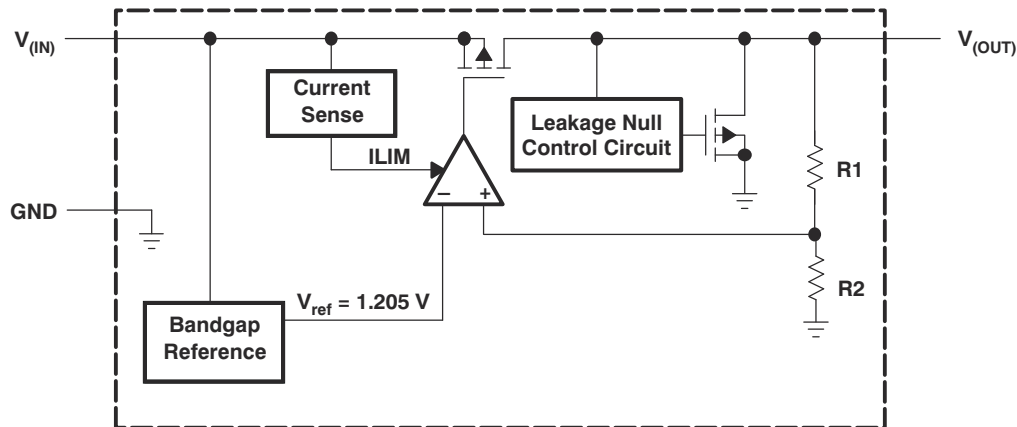 V(IN)
V(OUT)
Current
Sense
Leakage Null
Control Circuit
ILIM
R1
− +
GND
R2
Vref = 1.205 V
Bandgap
Reference